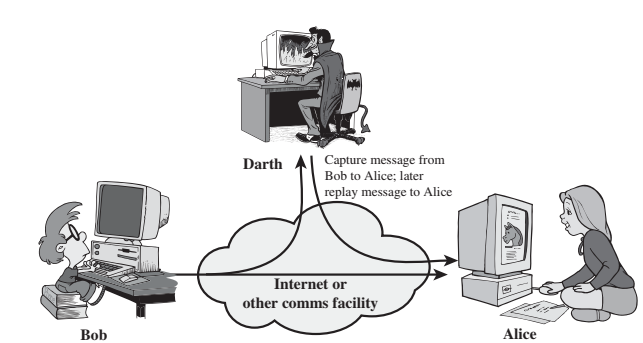 Darth
Capture message from
Bob to Alice; later
replay message to Alice
Internet or
other comms facility
Bob
Alice